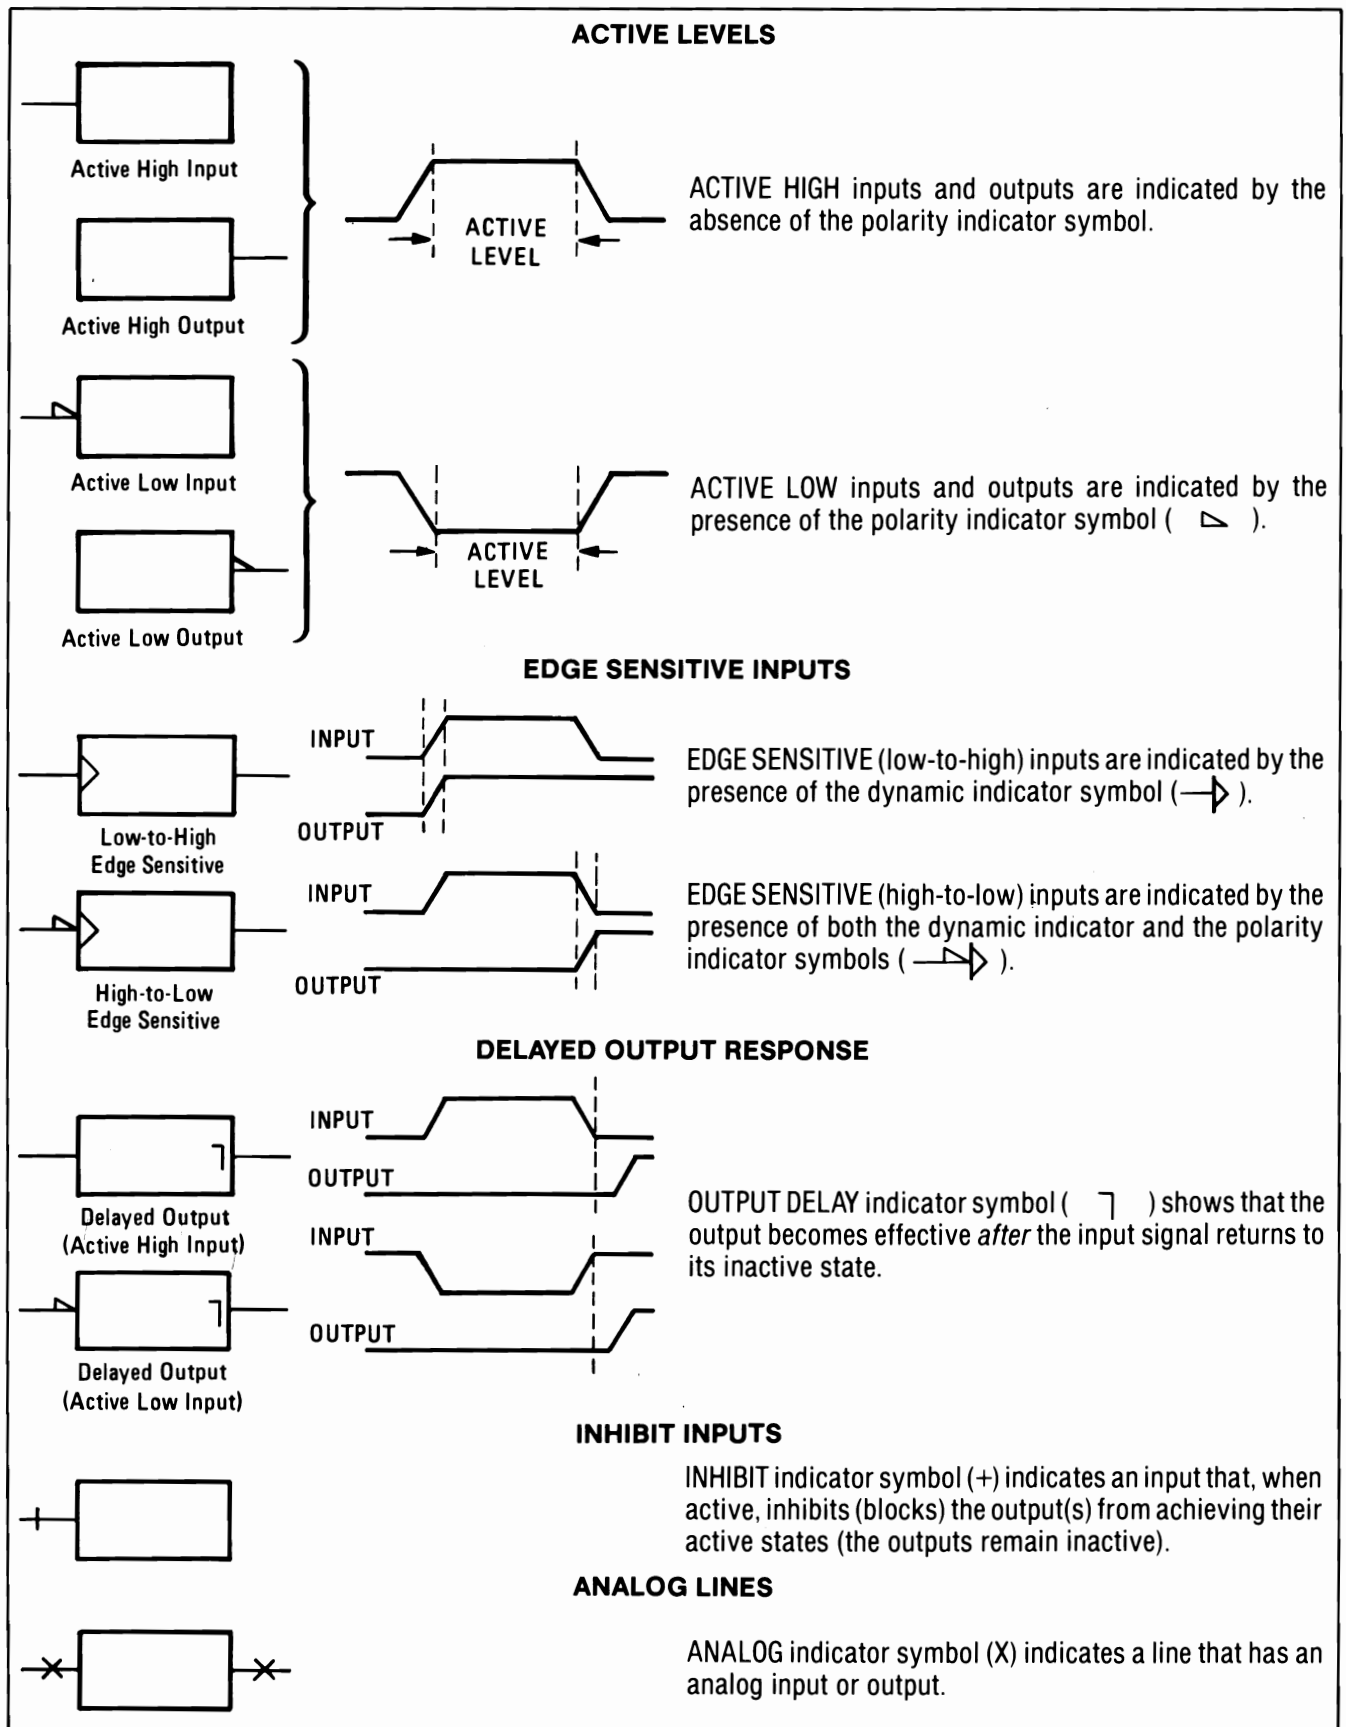 ACTIVE LEVELS
Active High Input
Active High Output
ACTIVE
LEVEL
ACTIVE HIGH inputs and outputs are indicated by the
absence of the polarity indicator symbol.
Active Low Input
Active Low Output
ACTIVE
LEVEL
ACTIVE LOW inputs and outputs are indicated by the
presence of the polarity indicator symbol ( ).
EDGE SENSITIVE INPUTS
Low-to-High
Edge Sensitive
INPUT
OUTPUT
EDGE SENSITIVE (low-to-high) inputs are indicated by the
presence of the dynamic indicator symbol ( ).
High-to-Low
Edge Sensitive
INPUT
OUTPUT
EDGE SENSITIVE (high-to-low) inputs are indicated by the
presence of both the dynamic indicator and the polarity
indicator symbols ( ).
DELAYED OUTPUT RESPONSE
Delayed Output
(Active High Input)
INPUT
OUTPUT
Delayed Output
(Active Low Input)
INPUT
OUTPUT
OUTPUT DELAY indicator symbol ( ┐ ) shows that the
output becomes effective after the input signal returns to
its inactive state.
INHIBIT INPUTS
INHIBIT indicator symbol (+) indicates an input that, when
active, inhibits (blocks) the output(s) from achieving their
active states (the outputs remain inactive).
ANALOG LINES
ANALOG indicator symbol (X) indicates a line that has an
analog input or output.